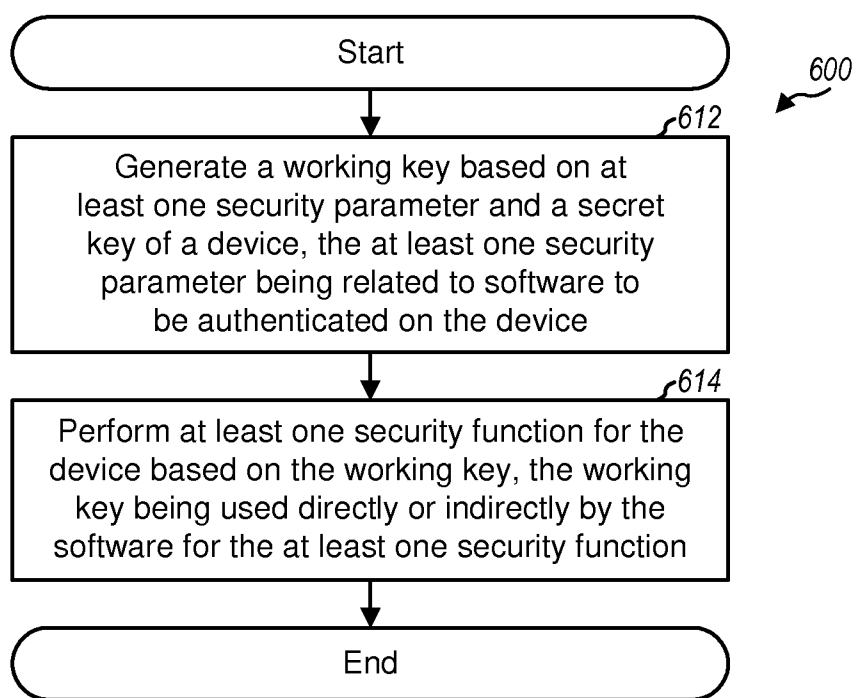 Start
600
612
Generate a working key based on at
least one security parameter and a secret
key of a device, the at least one security
parameter being related to software to
be authenticated on the device
614
Perform at least one security function for the
device based on the working key, the working
key being used directly or indirectly by the
software for the at least one security function
End